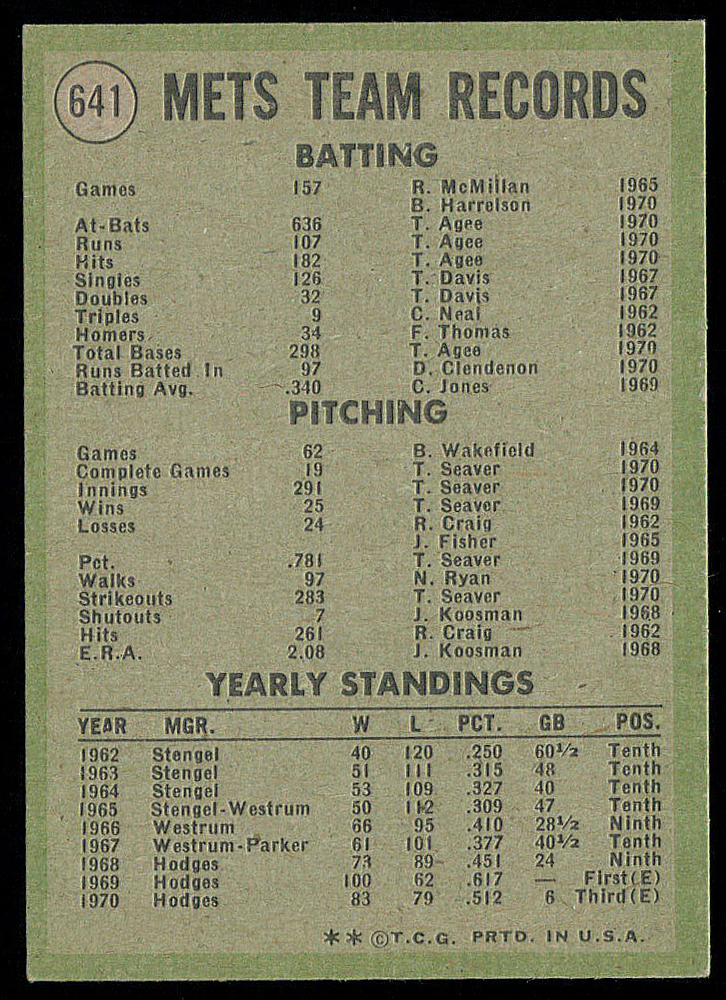 641 METS TEAM RECORDS
BATTING
Games 157 R. McMillan 1965
B. Harrelson 1970
At-Bats 636 T. Agee 1970
Runs 107 T. Agee 1970
Hits 182 T. Agee 1970
Singles 126 T. Davis 1967
Doubles 32 T. Davis 1967
Triples 9 C. Neal 1962
Homers 34 F. Thomas 1962
Total Bases 298 T. Agee 1970
Runs Batted In 97 D. Clendenon 1970
Batting Avg. .340 C. Jones 1969
PITCHING
Games 62 B. Wakefield 1964
Complete Games 19 T. Seaver 1970
Innings 291 T. Seaver 1970
Wins 25 T. Seaver 1969
Losses 24 R. Craig 1962
J. Fisher 1965
Pct. .781 T. Seaver 1969
Walks 97 N. Ryan 1970
Strikeouts 283 T. Seaver 1970
Shutouts 7 J. Koosman 1968
Hits 261 R. Craig 1962
E.R.A. 2.08 J. Koosman 1968
YEARLY STANDINGS
YEAR MGR. W L PCT. GB POS.
1962 Stengel 40 120 .250 60½ Tenth
1963 Stengel 51 111 .315 48 Tenth
1964 Stengel 53 109 .327 40 Tenth
1965 Stengel-Westrum 50 112 .309 47 Tenth
1966 Westrum 66 95 .410 28½ Ninth
1967 Westrum-Parker 61 101 .377 40½ Tenth
1968 Hodges 73 89 .451 24 Ninth
1969 Hodges 100 62 .617 — First(E)
1970 Hodges 83 79 .512 6 Third(E)
** ©T.C.G. PRTD. IN U.S.A.